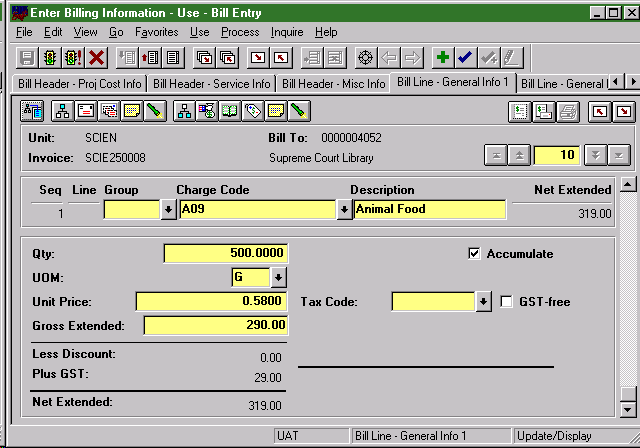 Enter Billing Information - Use - Bill Entry
File Edit View Go Favorites Use Process Inquire Help
Bill Header - Proj Cost Info Bill Header - Service Info Bill Header - Misc Info Bill Line - General Info 1 Bill Line - General
Unit: SCIEN Bill To: 0000004052
Invoice: SCIE250008 Supreme Court Library 10
Seq Line Group Charge Code Description Net Extended
1 A09 Animal Food 319.00
Qty: 500.0000 Accumulate
UOM: G
Unit Price: 0.5800 Tax Code: GST-free
Gross Extended: 290.00
Less Discount: 0.00
Plus GST: 29.00
Net Extended: 319.00
UAT Bill Line - General Info 1 Update/Display